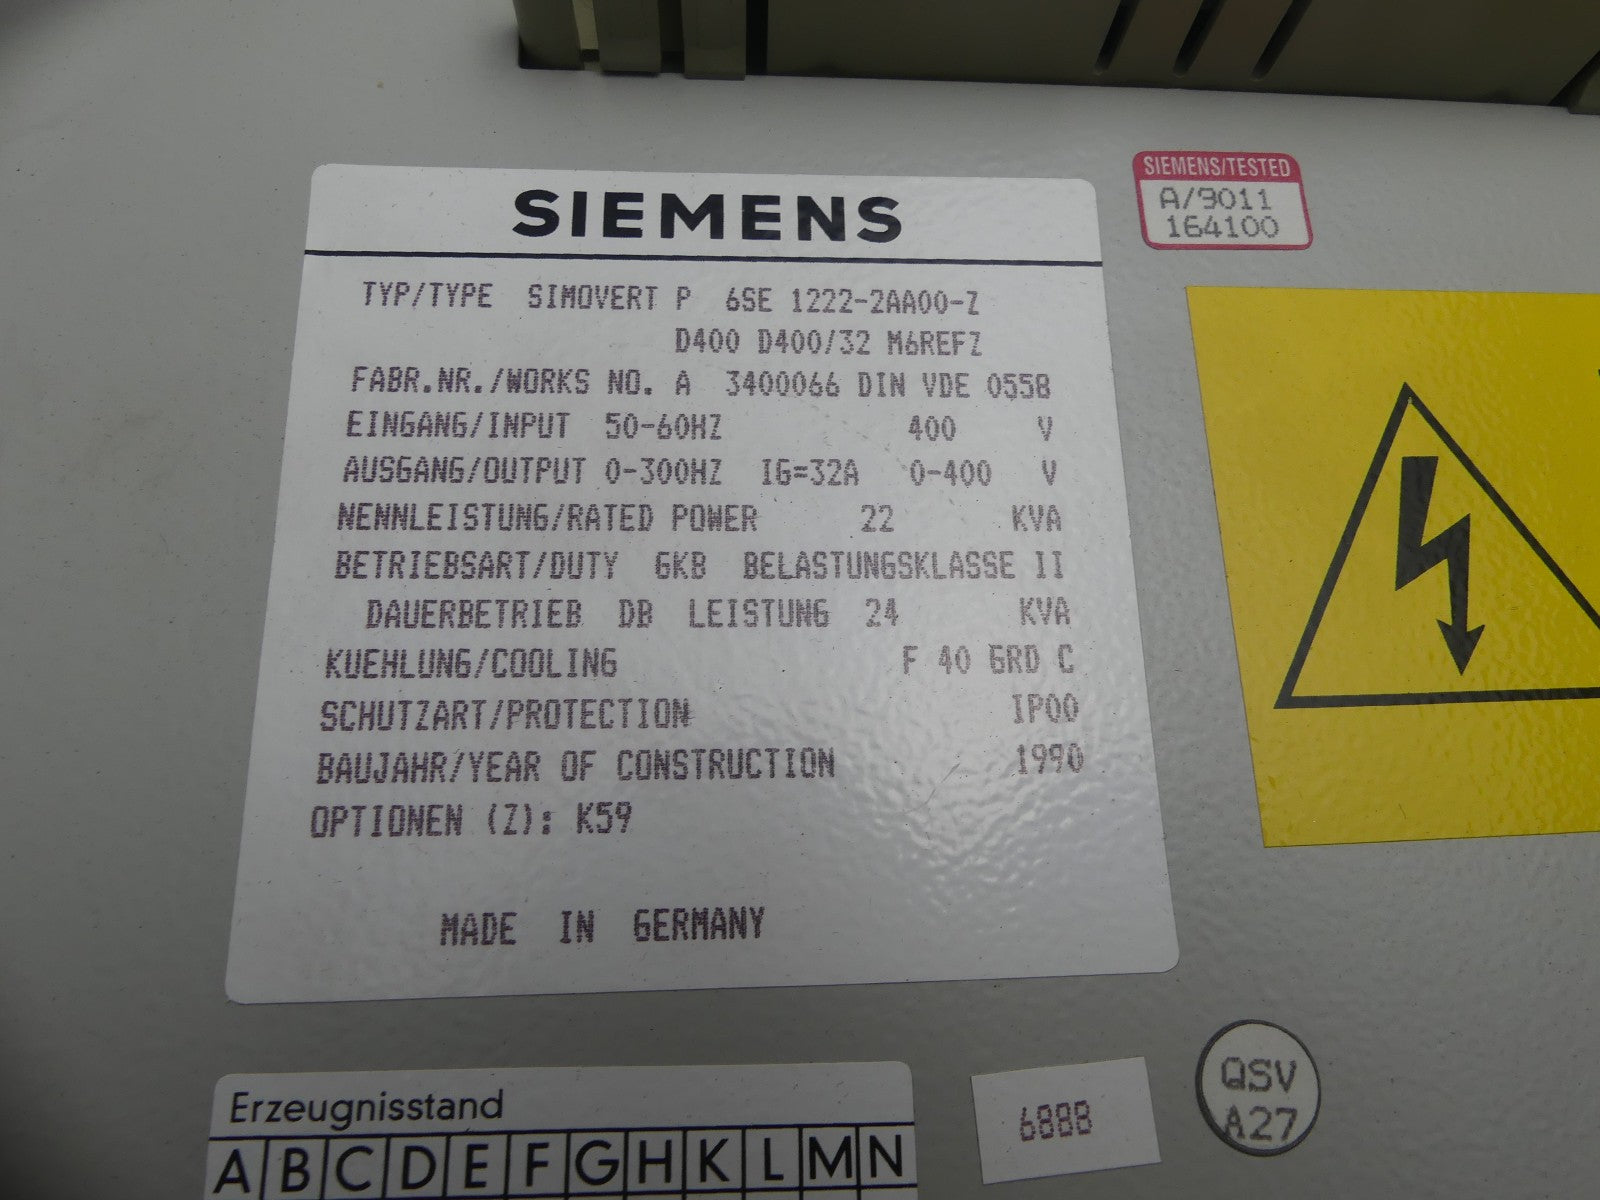 SIEMENS
TYP/TYPE SIMOVERT P 6SE 1222-2AA00-Z
D400 D400/32 M6REFZ
FABR.NR./WORKS NO. A 3400066 DIN VDE 0558
EINGANG/INPUT 50-60HZ 400 V
AUSGANG/OUTPUT 0-300HZ IG=32A 0-400 V
NENNLEISTUNG/RATED POWER 22 KVA
BETRIEBSART/DUTY GKB BELASTUNGSKLASSE II
DAUERBETRIEB DB LEISTUNG 24 KVA
KUEHLUNG/COOLING F 40 GRD C
SCHUTZART/PROTECTION IP00
BAUJAHR/YEAR OF CONSTRUCTION 1990
OPTIONEN (Z): K59
MADE IN GERMANY
SIEMENS/TESTED
A/9011
164100
Erzeugnisstand
A B C D E F G H K L M N
6888
QSV
A27